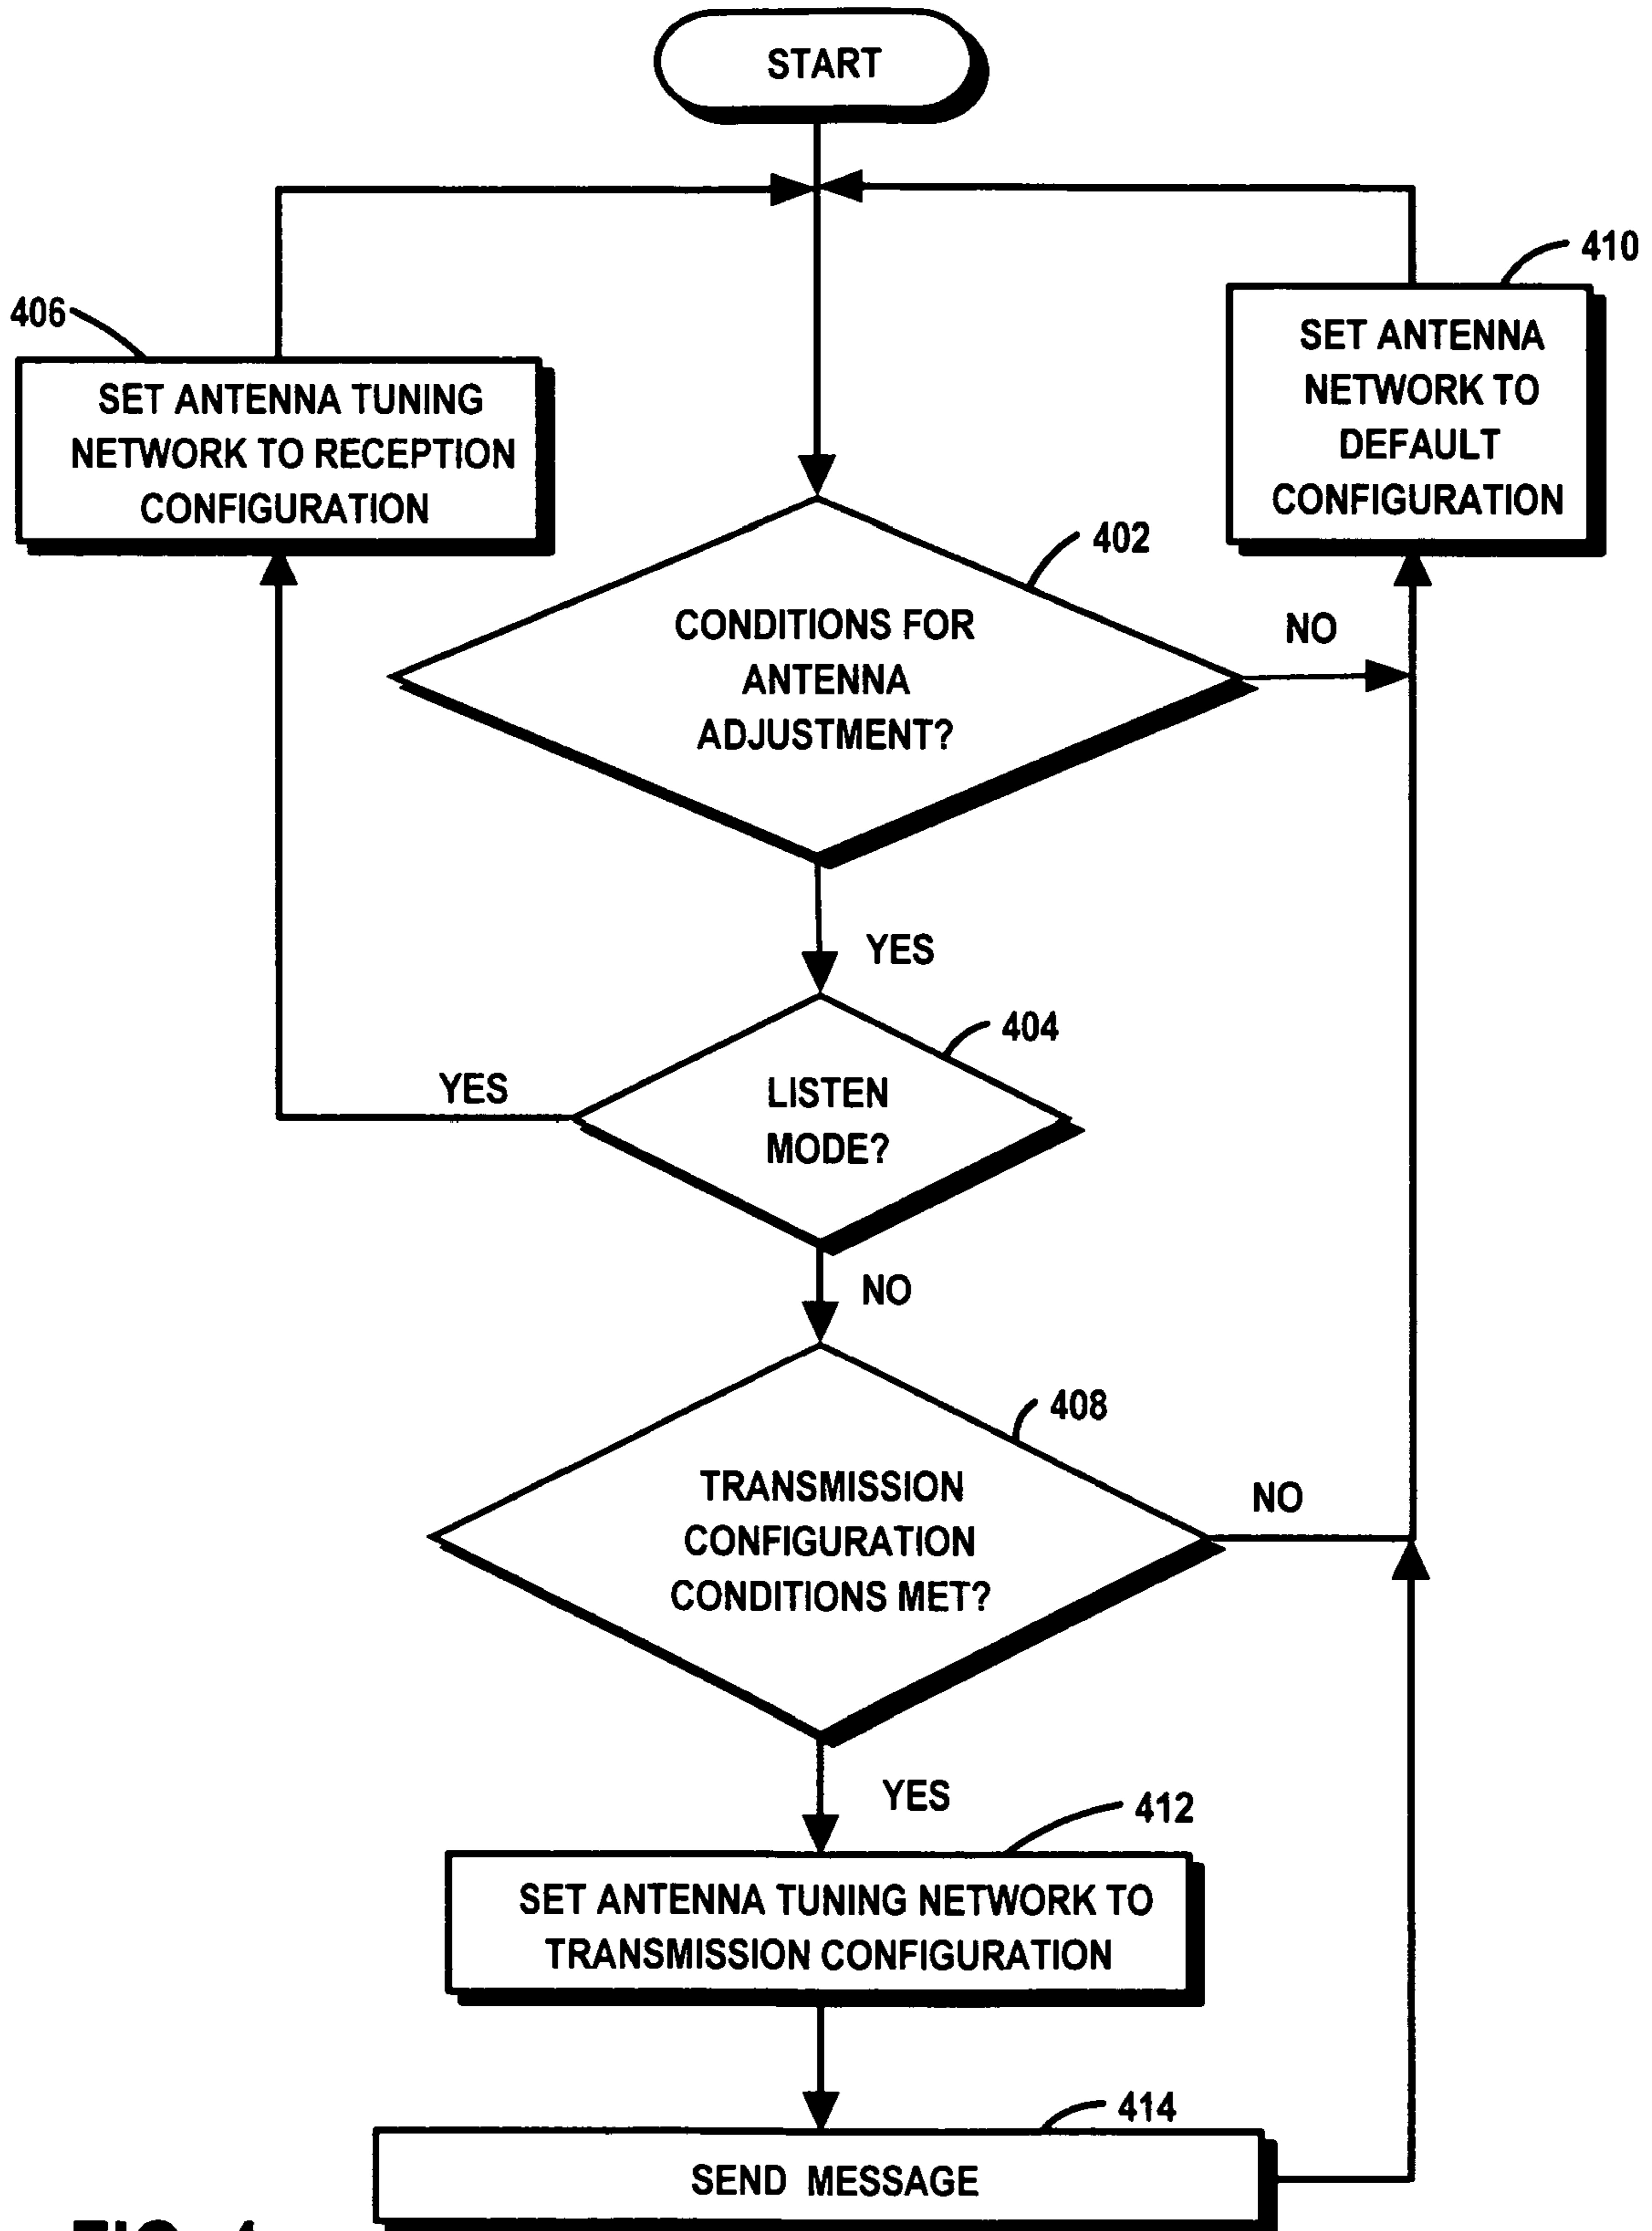 START
410
406
SET ANTENNA
NETWORK TO
DEFAULT
CONFIGURATION
SET ANTENNA TUNING
NETWORK TO RECEPTION
CONFIGURATION
402
CONDITIONS FOR
ANTENNA
ADJUSTMENT?
NO
YES
404
YES
LISTEN
MODE?
NO
408
TRANSMISSION
CONFIGURATION
CONDITIONS MET?
NO
YES
412
SET ANTENNA TUNING NETWORK TO
TRANSMISSION CONFIGURATION
414
SEND MESSAGE